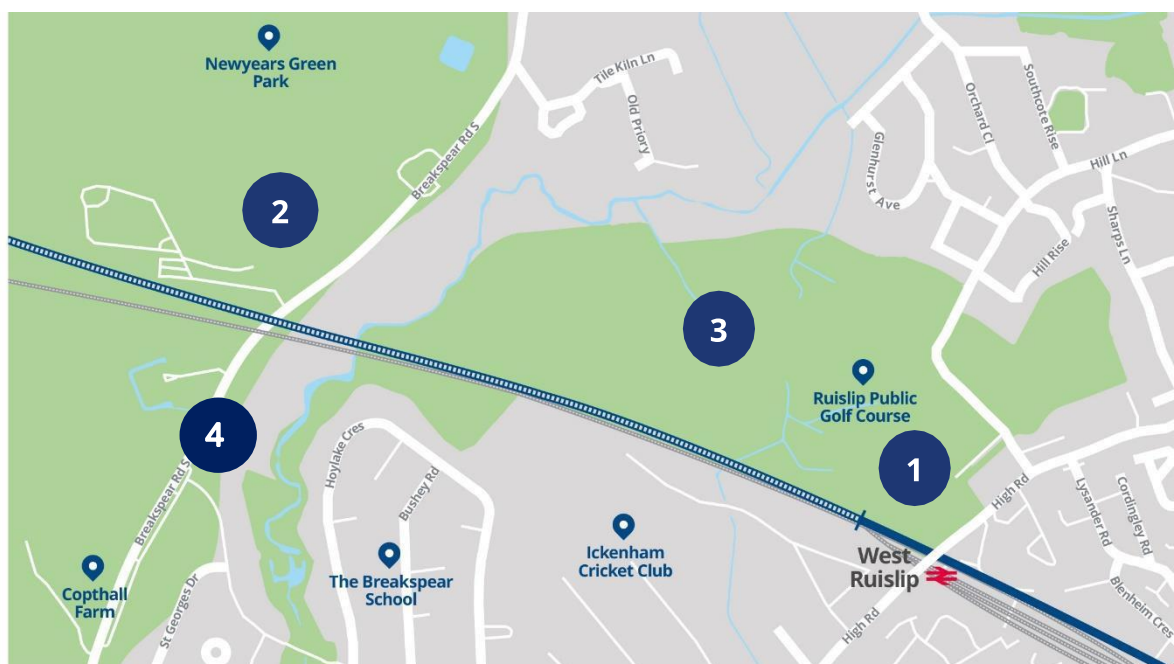 Newyears Green
Park
Tile Kiln Ln
Old Priory
Breakspear Rd S
Southcote Rise
Orchard Cl
Glenhurst Ave
Hill Ln
Sharps Ln
Hill Rise
2
3
Ruislip Public
Golf Course
4
1
Hoylake Cres
Bushey Rd
Breakspear Rd S
High Rd
Lysander Rd
Cordingley Rd
Ickenham
Cricket Club
West
Ruislip
The Breakspear
School
Copthall
Farm
St Georges Dr
High Rd
Blenheim Cres